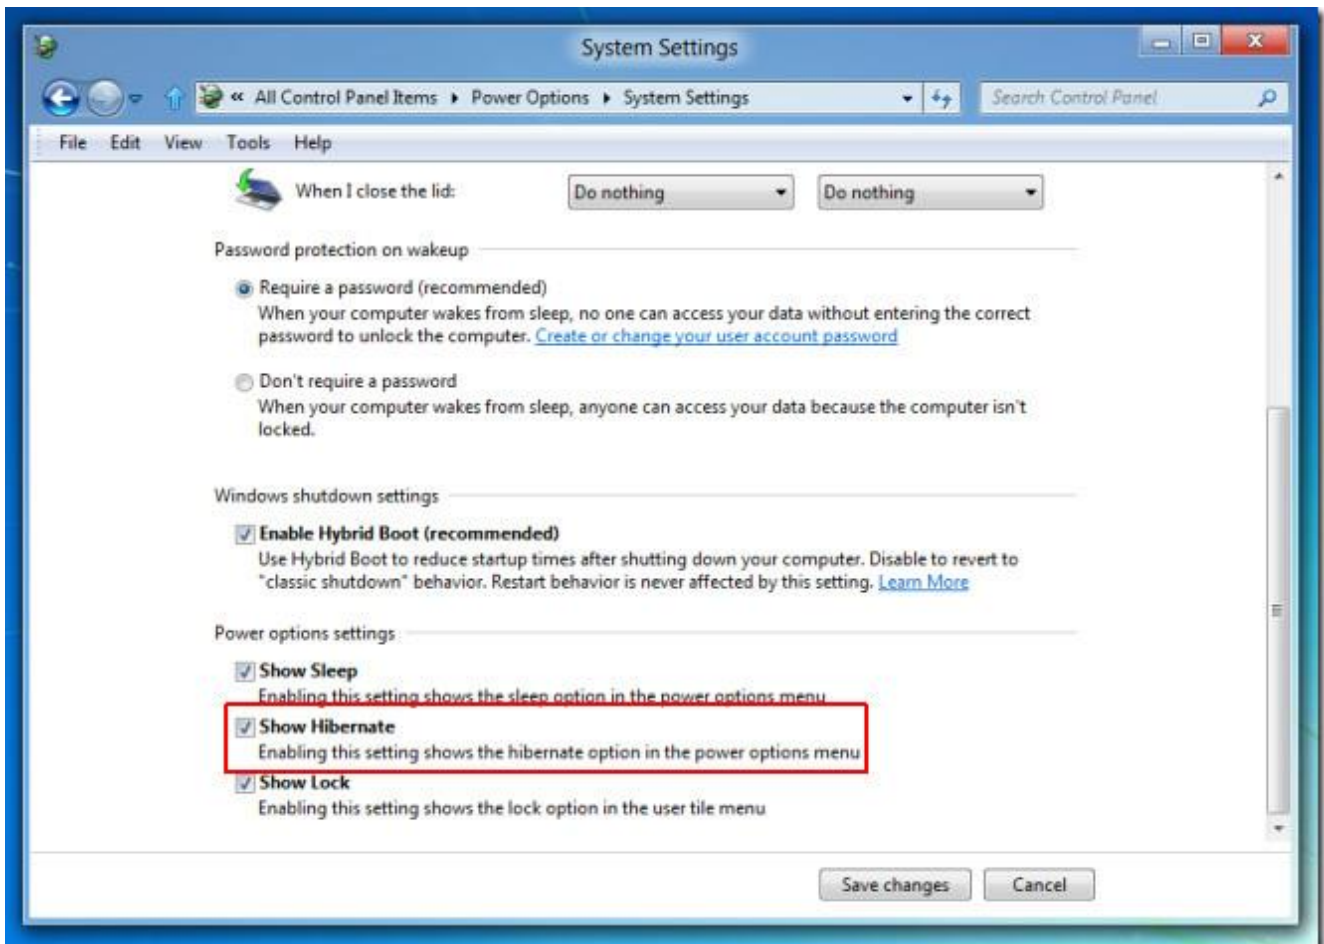 System Settings
« All Control Panel Items ▸ Power Options ▸ System Settings
Search Control Panel
File Edit View Tools Help
When I close the lid: Do nothing Do nothing
Password protection on wakeup
Require a password (recommended)
When your computer wakes from sleep, no one can access your data without entering the correct
password to unlock the computer. Create or change your user account password
Don't require a password
When your computer wakes from sleep, anyone can access your data because the computer isn't
locked.
Windows shutdown settings
Enable Hybrid Boot (recommended)
Use Hybrid Boot to reduce startup times after shutting down your computer. Disable to revert to
"classic shutdown" behavior. Restart behavior is never affected by this setting. Learn More
Power options settings
Show Sleep
Enabling this setting shows the sleep option in the power options menu
Show Hibernate
Enabling this setting shows the hibernate option in the power options menu
Show Lock
Enabling this setting shows the lock option in the user tile menu
Save changes Cancel